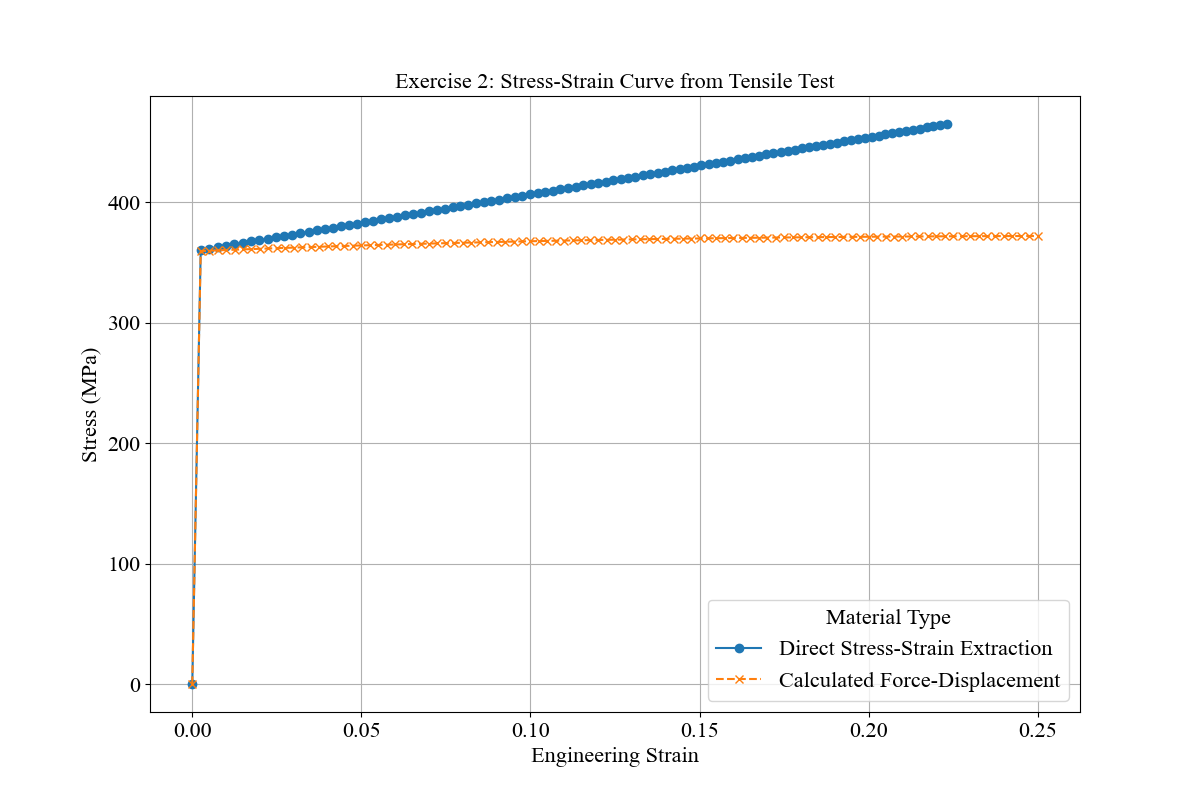 Exercise 2: Stress-Strain Curve from Tensile Test
Stress (MPa)
400
300
200
100
0
0.00 0.05 0.10 0.15 0.20 0.25
Engineering Strain
Material Type
Direct Stress-Strain Extraction
Calculated Force-Displacement